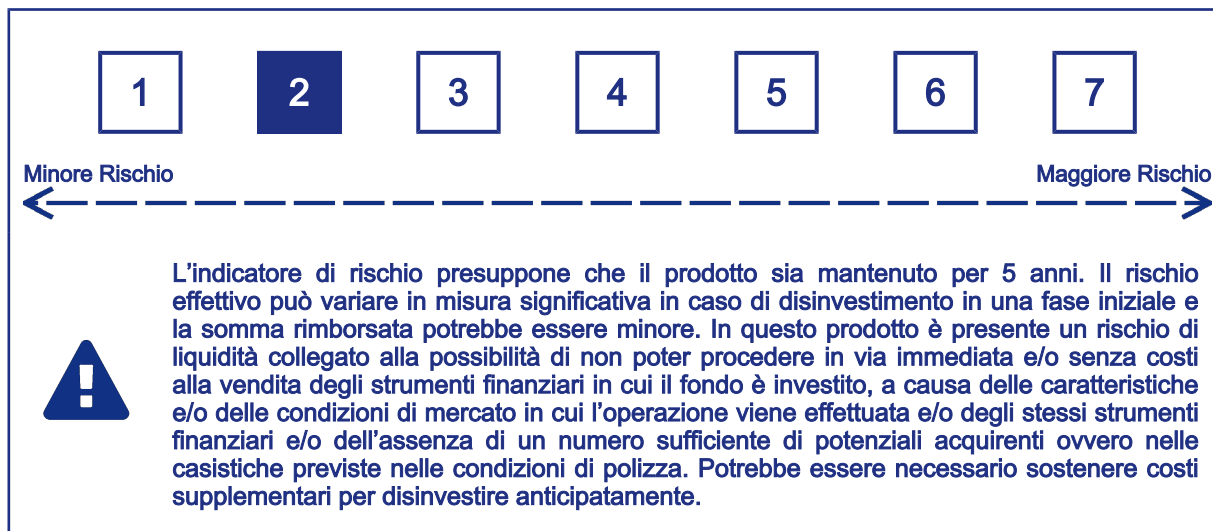 1 2 3 4 5 6 7
Minore Rischio Maggiore Rischio
L'indicatore di rischio presuppone che il prodotto sia mantenuto per 5 anni. Il rischio
effettivo può variare in misura significativa in caso di disinvestimento in una fase iniziale e
la somma rimborsata potrebbe essere minore. In questo prodotto è presente un rischio di
liquidità collegato alla possibilità di non poter procedere in via immediata e/o senza costi
alla vendita degli strumenti finanziari in cui il fondo è investito, a causa delle caratteristiche
e/o delle condizioni di mercato in cui l'operazione viene effettuata e/o degli stessi strumenti
finanziari e/o dell'assenza di un numero sufficiente di potenziali acquirenti ovvero nelle
casistiche previste nelle condizioni di polizza. Potrebbe essere necessario sostenere costi
supplementari per disinvestire anticipatamente.